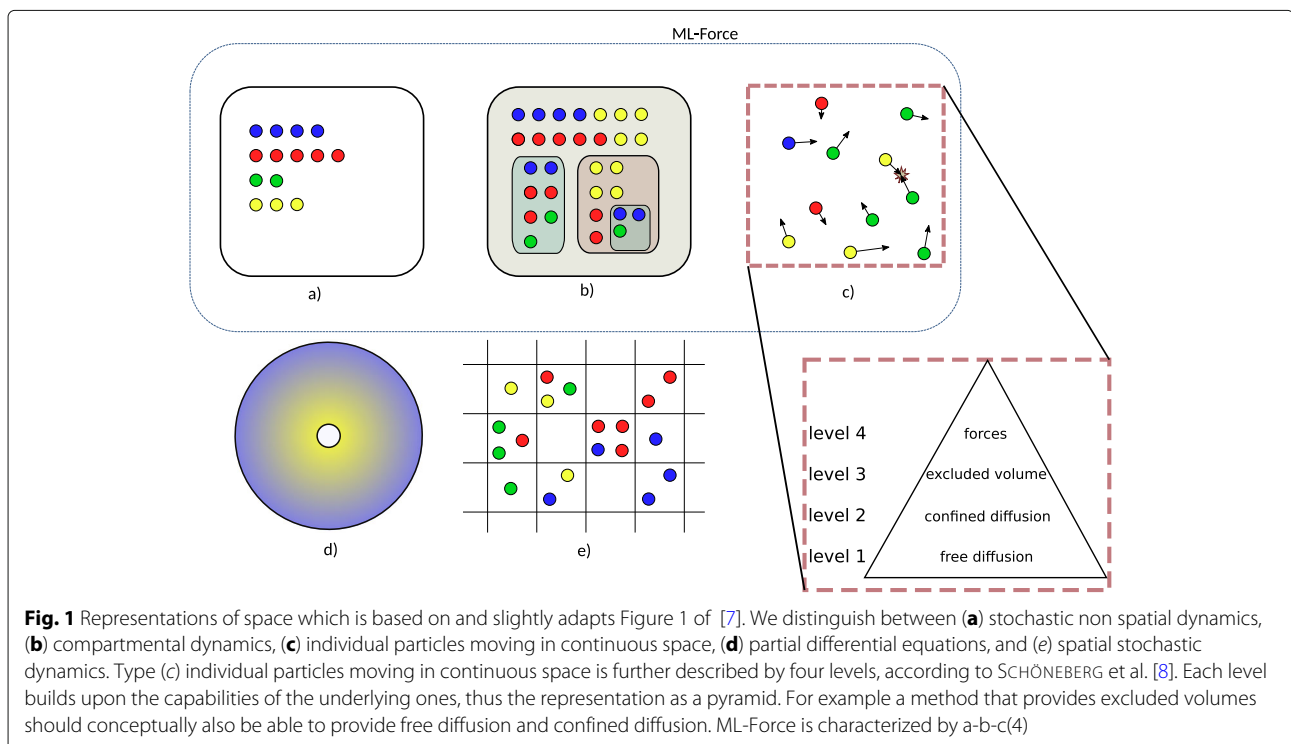 ML-Force
a)
b)
c)
level 4 forces
level 3 excluded volume
level 2 confined diffusion
level 1 free diffusion
d)
e)
Fig. 1 Representations of space which is based on and slightly adapts Figure 1 of [7]. We distinguish between (a) stochastic non spatial dynamics,
(b) compartmental dynamics, (c) individual particles moving in continuous space, (d) partial differential equations, and (e) spatial stochastic
dynamics. Type (c) individual particles moving in continuous space is further described by four levels, according to SCHÖNEBERG et al. [8]. Each level
builds upon the capabilities of the underlying ones, thus the representation as a pyramid. For example a method that provides excluded volumes
should conceptually also be able to provide free diffusion and confined diffusion. ML-Force is characterized by a-b-c(4)